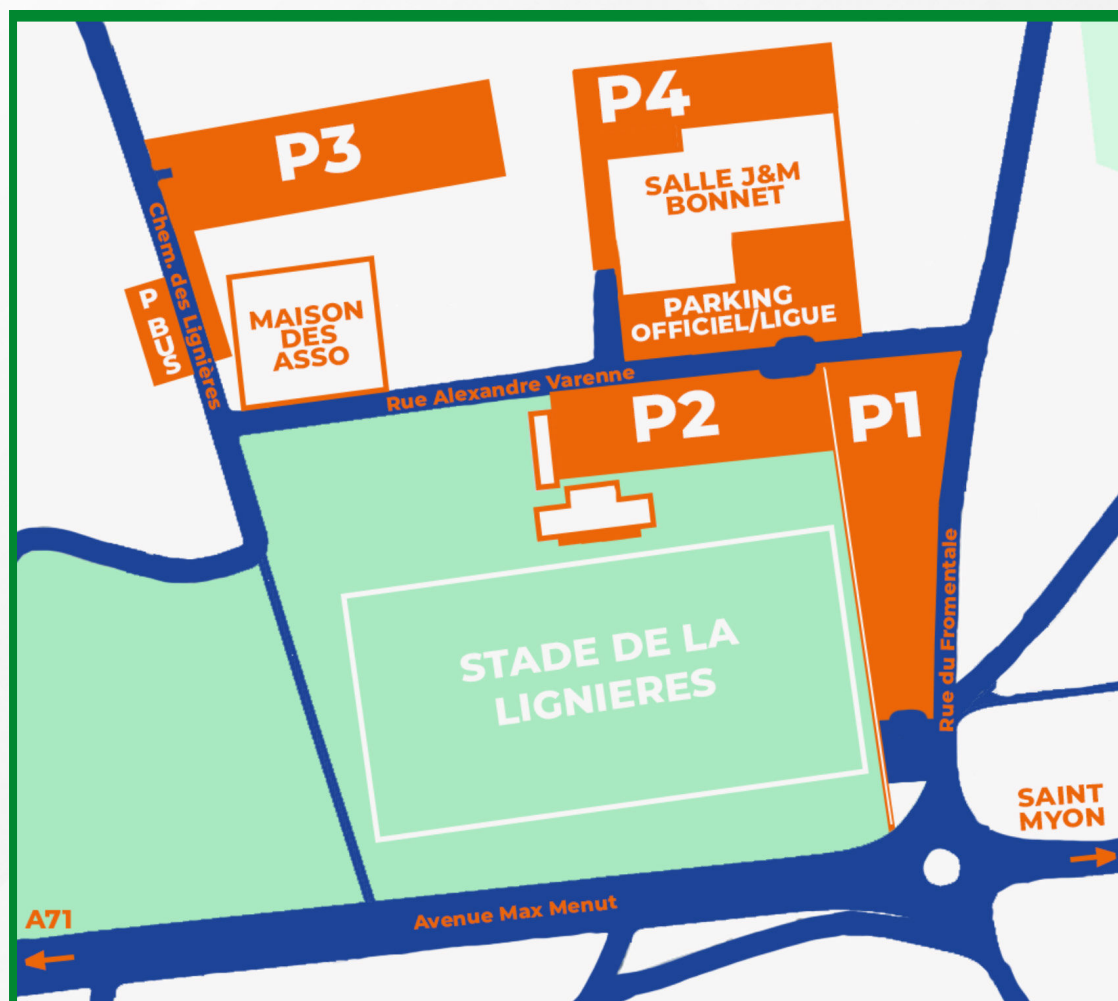 P4
P3
SALLE J&M
BONNET
Chem. des Lignières
P
BUS
MAISON
DES
ASSO
PARKING
OFFICIEL/LIGUE
Rue Alexandre Varenne
P2
P1
Rue du Fromentale
STADE DE LA
LIGNIERES
SAINT
MYON
A71
Avenue Max Menut